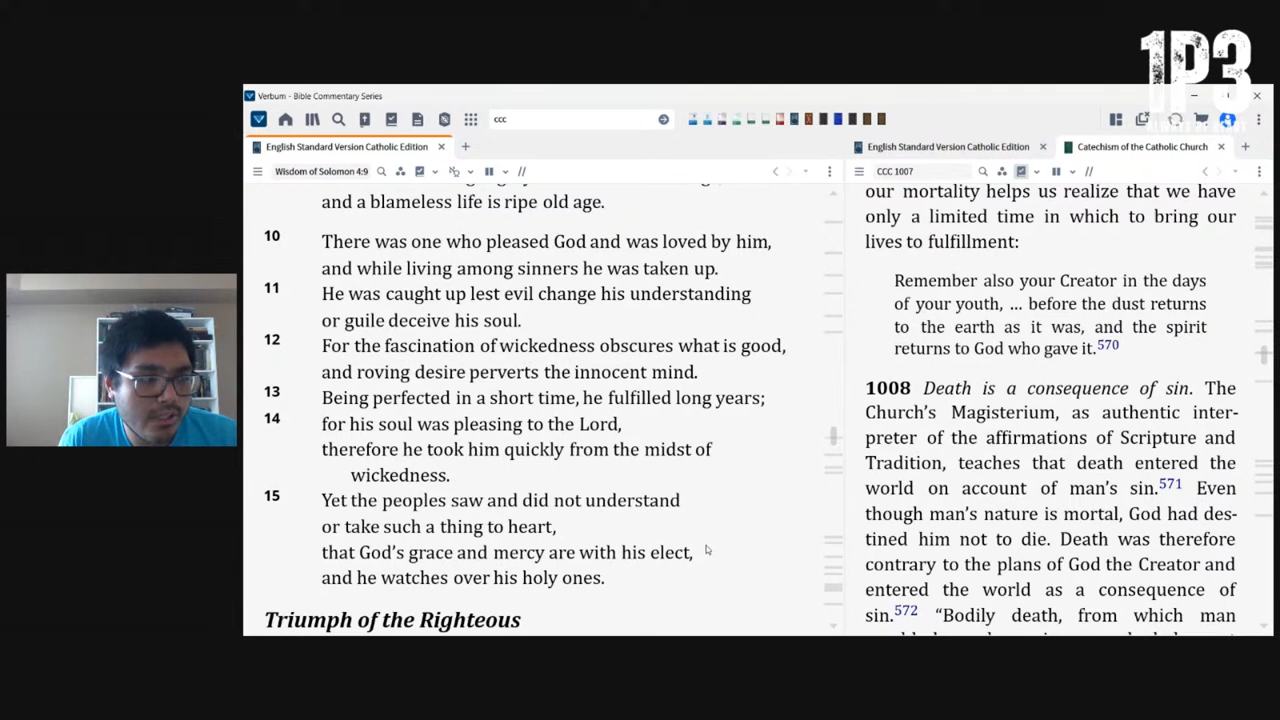 1P3
Verbum - Bible Commentary Series
ccc
English Standard Version Catholic Edition
English Standard Version Catholic Edition
Catechism of the Catholic Church
Wisdom of Solomon 4:9
CCC 1007
and a blameless life is ripe old age.
10 There was one who pleased God and was loved by him,
and while living among sinners he was taken up.
11 He was caught up lest evil change his understanding
or guile deceive his soul.
12 For the fascination of wickedness obscures what is good,
and roving desire perverts the innocent mind.
13 Being perfected in a short time, he fulfilled long years;
14 for his soul was pleasing to the Lord,
therefore he took him quickly from the midst of
wickedness.
15 Yet the peoples saw and did not understand
or take such a thing to heart,
that God's grace and mercy are with his elect,
and he watches over his holy ones.
Triumph of the Righteous
our mortality helps us realize that we have
only a limited time in which to bring our
lives to fulfillment:
Remember also your Creator in the days
of your youth, … before the dust returns
to the earth as it was, and the spirit
returns to God who gave it.570
1008 Death is a consequence of sin. The
Church's Magisterium, as authentic inter-
preter of the affirmations of Scripture and
Tradition, teaches that death entered the
world on account of man's sin.571 Even
though man's nature is mortal, God had des-
tined him not to die. Death was therefore
contrary to the plans of God the Creator and
entered the world as a consequence of
sin.572 "Bodily death, from which man